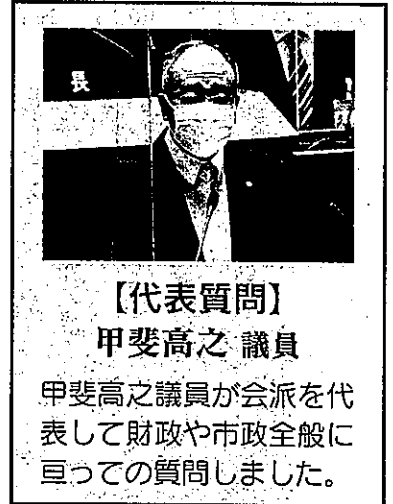 長
【代表質問】
甲斐高之 議員
甲斐高之議員が会派を代
表して財政や市政全般に
亘っての質問しました。